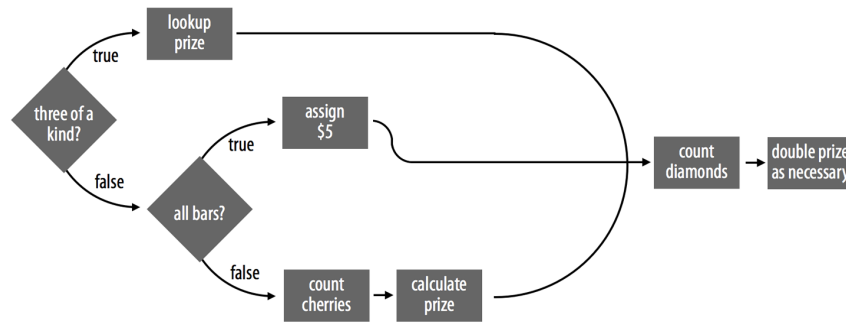 lookup
prize
true
three of a
kind?
false
assign
$5
true
all bars?
false
count
cherries
calculate
prize
count
diamonds
double prize
as necessary